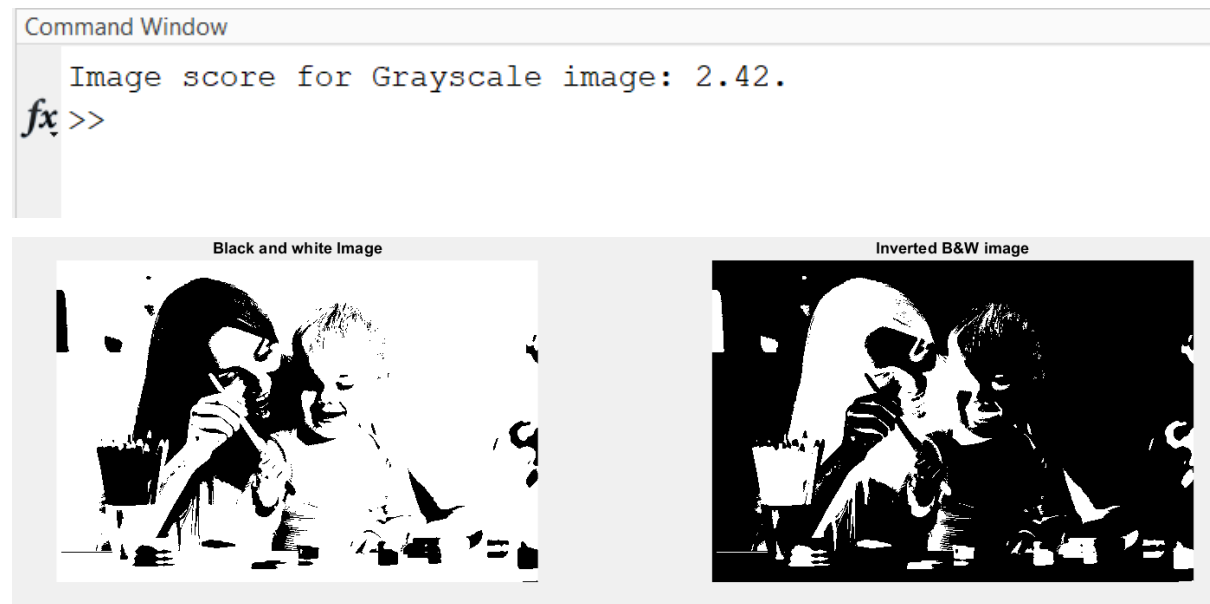 Command Window
Image score for Grayscale image: 2.42.
fx >>
Black and white Image
Inverted B&W image